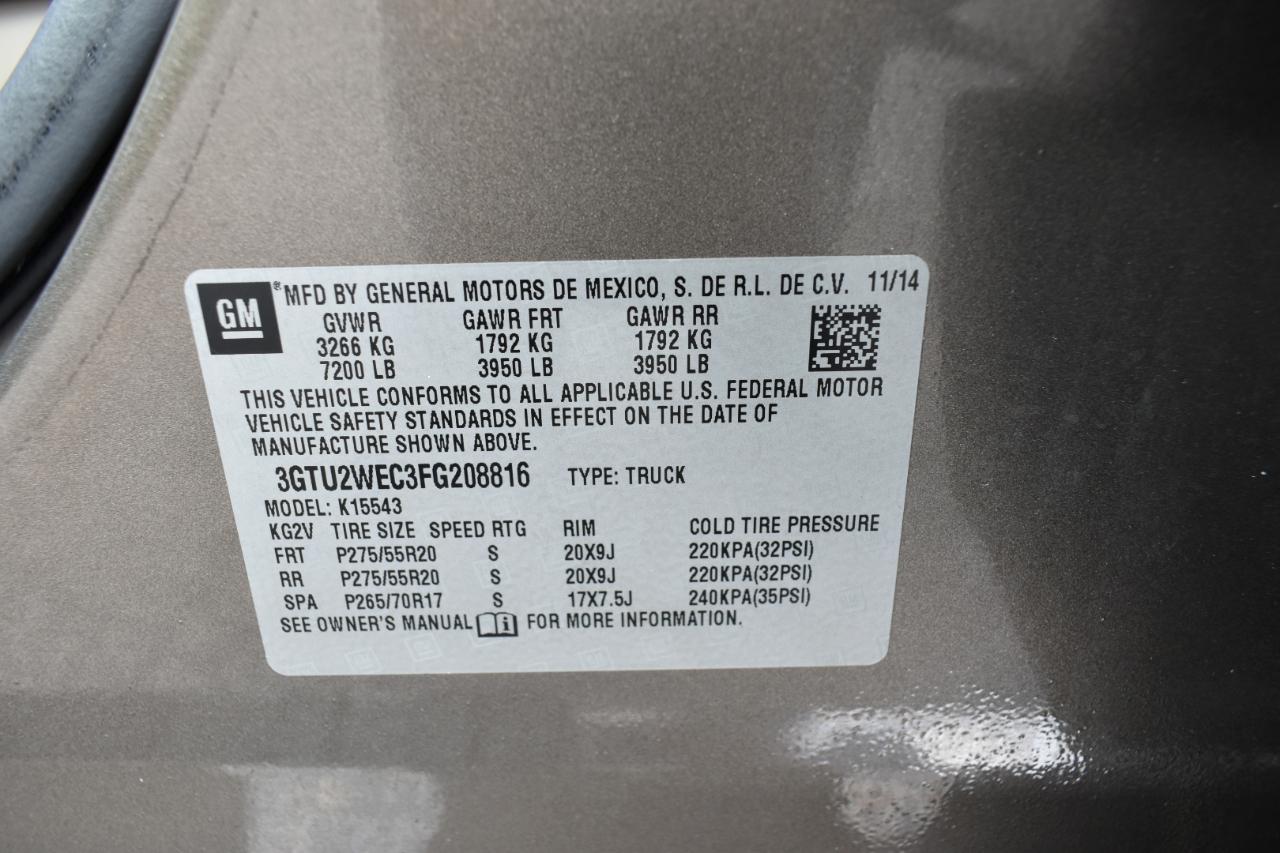 GM ® MFD BY GENERAL MOTORS DE MEXICO, S. DE R.L. DE C.V. 11/14
GVWR GAWR FRT GAWR RR
3266 KG 1792 KG 1792 KG
7200 LB 3950 LB 3950 LB
THIS VEHICLE CONFORMS TO ALL APPLICABLE U.S. FEDERAL MOTOR
VEHICLE SAFETY STANDARDS IN EFFECT ON THE DATE OF
MANUFACTURE SHOWN ABOVE.
3GTU2WEC3FG208816 TYPE: TRUCK
MODEL: K15543
KG2V TIRE SIZE SPEED RTG RIM COLD TIRE PRESSURE
FRT P275/55R20 S 20X9J 220KPA(32PSI)
RR P275/55R20 S 20X9J 220KPA(32PSI)
SPA P265/70R17 S 17X7.5J 240KPA(35PSI)
SEE OWNER'S MANUAL i FOR MORE INFORMATION.